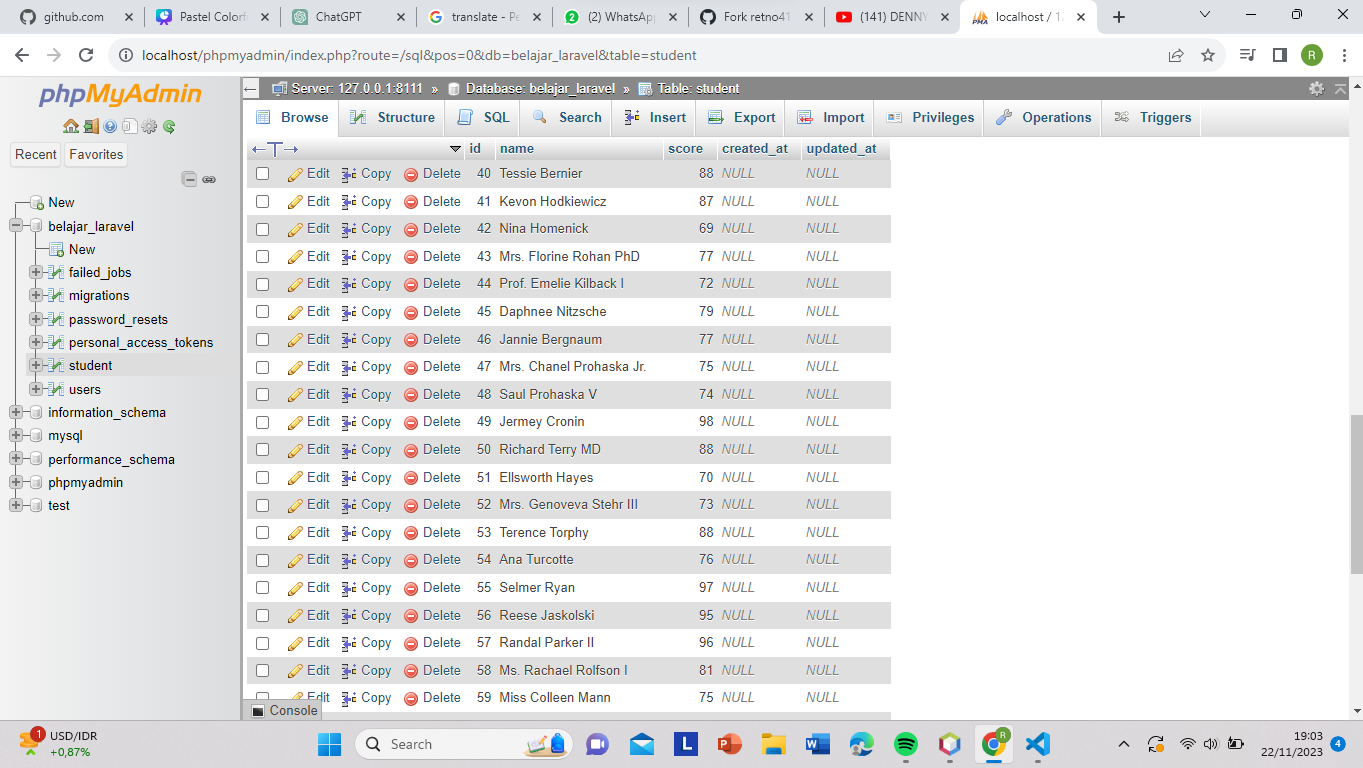 github.com
Pastel Colorf
ChatGPT
translate - Pe
(2) WhatsApp
Fork retno41
(141) DENNY
localhost / 12
localhost/phpmyadmin/index.php?route=/sql&pos=0&db=belajar_laravel&table=student
R
phpMyAdmin
Recent Favorites
New
belajar_laravel
New
failed_jobs
migrations
password_resets
personal_access_tokens
student
users
information_schema
mysql
performance_schema
phpmyadmin
test
Server: 127.0.0.1:8111 » Database: belajar_laravel » Table: student
Browse Structure SQL Search Insert Export Import Privileges Operations Triggers
←T→ id name score created_at updated_at
Edit Copy Delete 40 Tessie Bernier 88 NULL NULL
Edit Copy Delete 41 Kevon Hodkiewicz 87 NULL NULL
Edit Copy Delete 42 Nina Homenick 69 NULL NULL
Edit Copy Delete 43 Mrs. Florine Rohan PhD 77 NULL NULL
Edit Copy Delete 44 Prof. Emelie Kilback I 72 NULL NULL
Edit Copy Delete 45 Daphnee Nitzsche 79 NULL NULL
Edit Copy Delete 46 Jannie Bergnaum 77 NULL NULL
Edit Copy Delete 47 Mrs. Chanel Prohaska Jr. 75 NULL NULL
Edit Copy Delete 48 Saul Prohaska V 74 NULL NULL
Edit Copy Delete 49 Jermey Cronin 98 NULL NULL
Edit Copy Delete 50 Richard Terry MD 88 NULL NULL
Edit Copy Delete 51 Ellsworth Hayes 70 NULL NULL
Edit Copy Delete 52 Mrs. Genoveva Stehr III 73 NULL NULL
Edit Copy Delete 53 Terence Torphy 88 NULL NULL
Edit Copy Delete 54 Ana Turcotte 76 NULL NULL
Edit Copy Delete 55 Selmer Ryan 97 NULL NULL
Edit Copy Delete 56 Reese Jaskolski 95 NULL NULL
Edit Copy Delete 57 Randal Parker II 96 NULL NULL
Edit Copy Delete 58 Ms. Rachael Rolfson I 81 NULL NULL
Edit Copy Delete 59 Miss Colleen Mann 75 NULL NULL
Console
1
USD/IDR
+0,87%
Search
L
R
19:03
22/11/2023
4